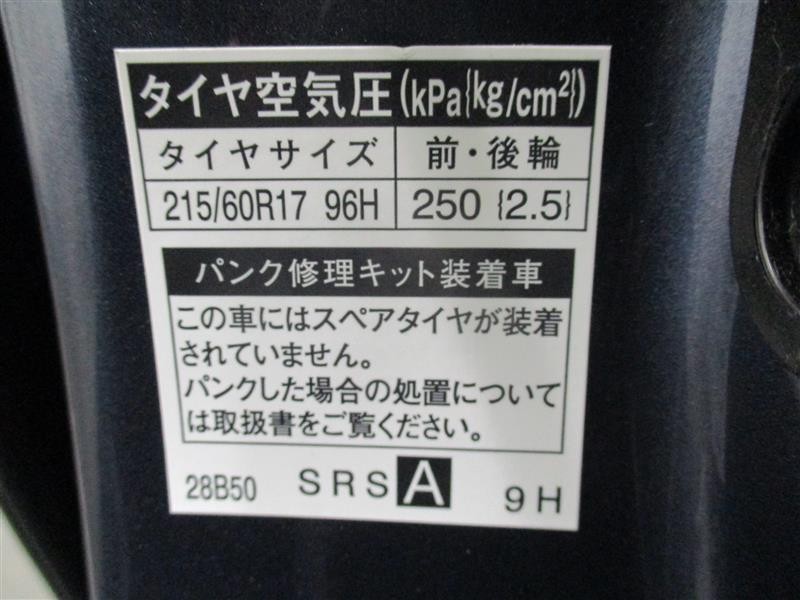 タイヤ空気圧(kPa{kg/cm²})
タイヤサイズ 前・後輪
215/60R17 96H 250 {2.5}
パンク修理キット装着車
この車にはスペアタイヤが装着
されていません。
パンクした場合の処置について
は取扱書をご覧ください。
28B50 SRS A 9H